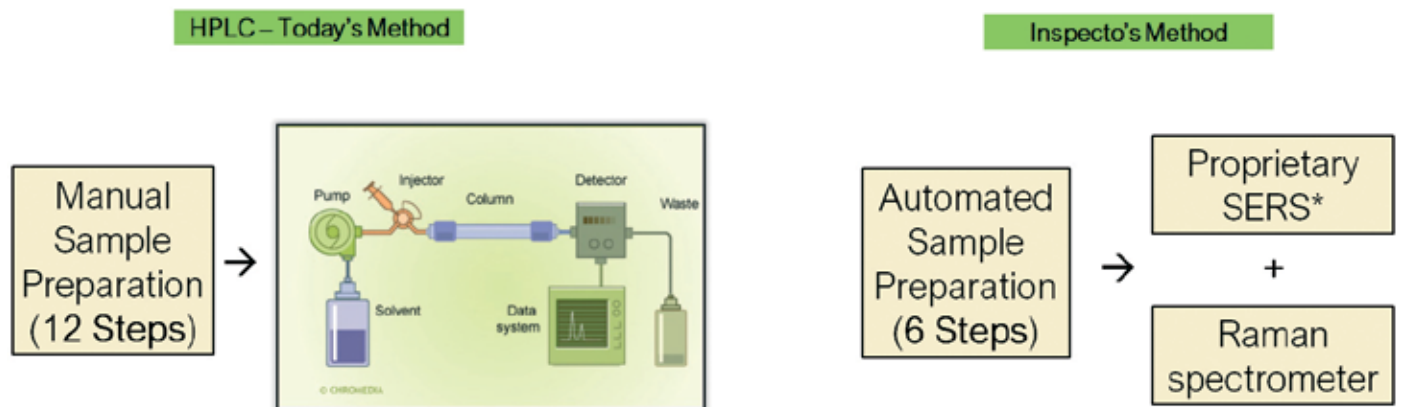 HPLC – Today's Method
Inspecto's Method
Manual
Sample
Preparation
(12 Steps)
→
Pump
Injector
Column
Detector
Waste
Solvent
Data
system
© CHROMEDIA
Automated
Sample
Preparation
(6 Steps)
→
Proprietary
SERS*
+
Raman
spectrometer